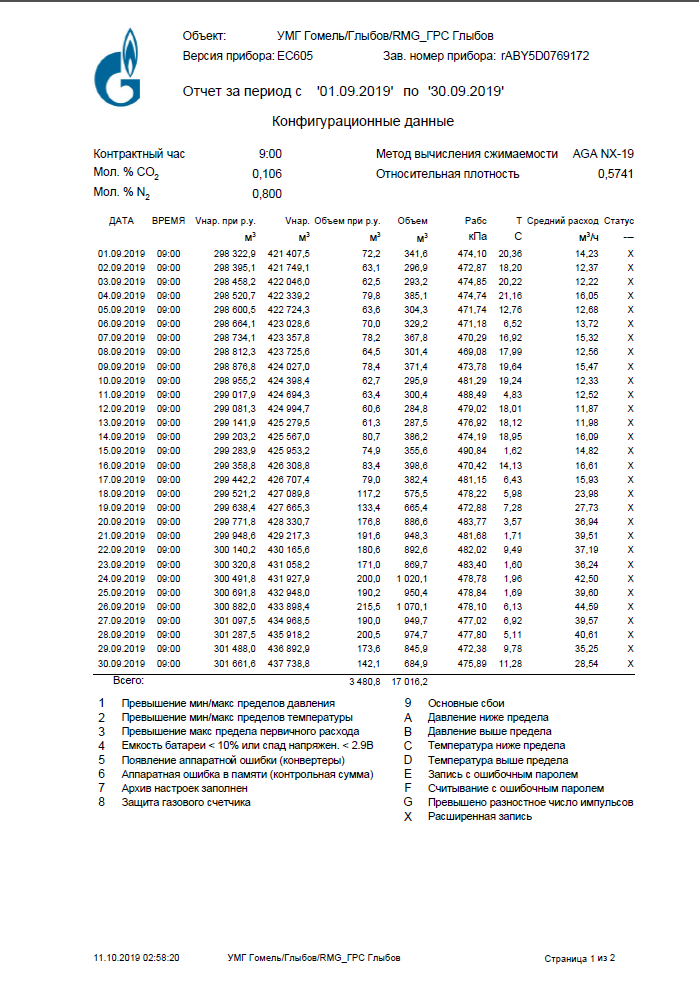 Объект: УМГ Гомель/Глыбов/RMG_ГРС Глыбов
Версия прибора: EC605 Зав. номер прибора: rABY5D0769172
Отчет за период с '01.09.2019' по '30.09.2019'
Конфигурационные данные
Контрактный час 9:00 Метод вычисления сжимаемости AGA NX-19
Мол. % CO2 0,106 Относительная плотность 0,5741
Мол. % N2 0,800
ДАТА ВРЕМЯ Vнар. при р.у. Vнар. Объем при р.у. Объем Рабс Т Средний расход Статус
м³ м³ м³ м³ кПа С м³/ч ---
01.09.2019 09:00 298 322,9 421 407,5 72,2 341,6 474,10 20,36 14,23 X
02.09.2019 09:00 298 395,1 421 749,1 63,1 296,9 472,87 18,20 12,37 X
03.09.2019 09:00 298 458,2 422 046,0 62,5 293,2 474,85 20,22 12,22 X
04.09.2019 09:00 298 520,7 422 339,2 79,8 385,1 474,74 21,16 16,05 X
05.09.2019 09:00 298 600,5 422 724,3 63,6 304,3 471,74 12,76 12,68 X
06.09.2019 09:00 298 664,1 423 028,6 70,0 329,2 471,18 6,52 13,72 X
07.09.2019 09:00 298 734,1 423 357,8 78,2 367,8 470,29 16,92 15,32 X
08.09.2019 09:00 298 812,3 423 725,6 64,5 301,4 469,08 17,99 12,56 X
09.09.2019 09:00 298 876,8 424 027,0 78,4 371,4 473,78 19,64 15,47 X
10.09.2019 09:00 298 955,2 424 398,4 62,7 295,9 481,29 19,24 12,33 X
11.09.2019 09:00 299 017,9 424 694,3 63,4 300,4 488,49 4,83 12,52 X
12.09.2019 09:00 299 081,3 424 994,7 60,6 284,8 479,02 18,01 11,87 X
13.09.2019 09:00 299 141,9 425 279,5 61,3 287,5 476,92 18,12 11,98 X
14.09.2019 09:00 299 203,2 425 567,0 80,7 386,2 474,19 18,95 16,09 X
15.09.2019 09:00 299 283,9 425 953,2 74,9 355,6 490,84 1,62 14,82 X
16.09.2019 09:00 299 358,8 426 308,8 83,4 398,6 470,42 14,13 16,61 X
17.09.2019 09:00 299 442,2 426 707,4 79,0 382,4 481,15 6,43 15,93 X
18.09.2019 09:00 299 521,2 427 089,8 117,2 575,5 478,22 5,98 23,98 X
19.09.2019 09:00 299 638,4 427 665,3 133,4 665,4 472,88 7,28 27,73 X
20.09.2019 09:00 299 771,8 428 330,7 176,8 886,6 483,77 3,57 36,94 X
21.09.2019 09:00 299 948,6 429 217,3 191,6 948,3 481,68 1,71 39,51 X
22.09.2019 09:00 300 140,2 430 165,6 180,6 892,6 482,02 9,49 37,19 X
23.09.2019 09:00 300 320,8 431 058,2 171,0 869,7 483,40 1,60 36,24 X
24.09.2019 09:00 300 491,8 431 927,9 200,0 1 020,1 478,78 1,96 42,50 X
25.09.2019 09:00 300 691,8 432 948,0 190,2 950,4 478,84 1,69 39,60 X
26.09.2019 09:00 300 882,0 433 898,4 215,5 1 070,1 478,10 6,13 44,59 X
27.09.2019 09:00 301 097,5 434 968,5 190,0 949,7 477,02 6,92 39,57 X
28.09.2019 09:00 301 287,5 435 918,2 200,5 974,7 477,80 5,11 40,61 X
29.09.2019 09:00 301 488,0 436 892,9 173,6 845,9 472,38 9,78 35,25 X
30.09.2019 09:00 301 661,6 437 738,8 142,1 684,9 475,89 11,28 28,54 X
Всего: 3 480,8 17 016,2
1 Превышение мин/макс пределов давления 9 Основные сбои
2 Превышение мин/макс пределов температуры A Давление ниже предела
3 Превышение макс предела первичного расхода B Давление выше предела
4 Емкость батареи < 10% или спад напряжен. < 2.9В C Температура ниже предела
5 Появление аппаратной ошибки (конвертеры) D Температура выше предела
6 Аппаратная ошибка в памяти (контрольная сумма) E Запись с ошибочным паролем
7 Архив настроек заполнен F Считывание с ошибочным паролем
8 Защита газового счетчика G Превышено разностное число импульсов
X Расширенная запись
11.10.2019 02:58:20 УМГ Гомель/Глыбов/RMG_ГРС Глыбов Страница 1 из 2